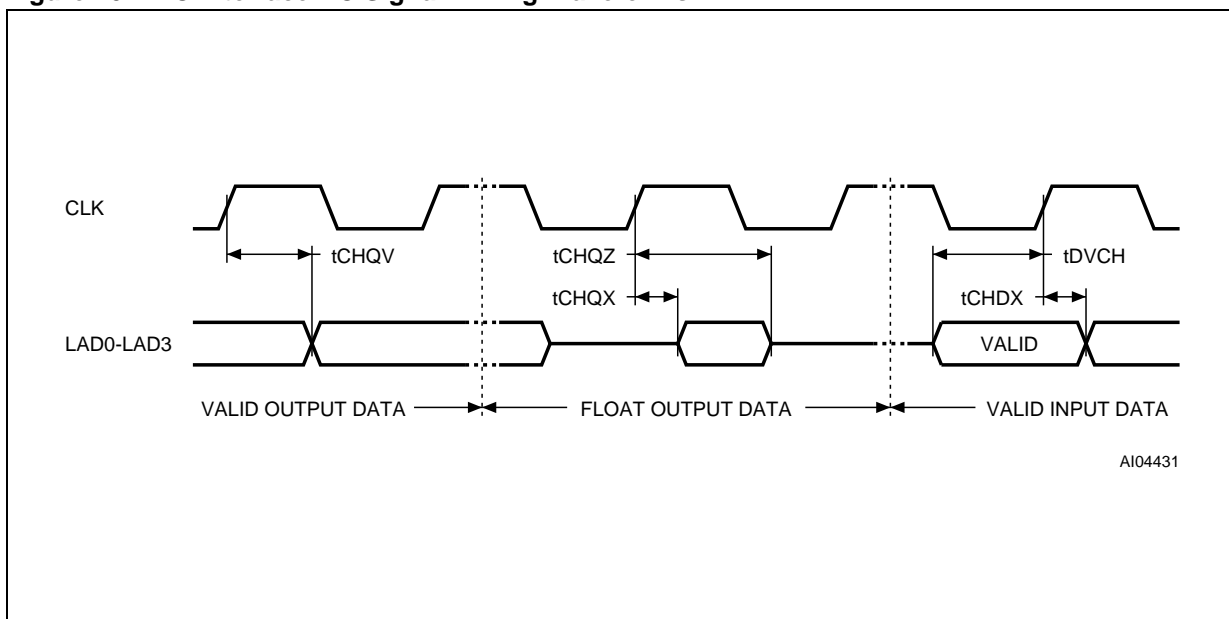 CLK
tCHQV
tCHQZ
tDVCH
tCHQX
tCHDX
LAD0-LAD3
VALID
VALID OUTPUT DATA
FLOAT OUTPUT DATA
VALID INPUT DATA
AI04431